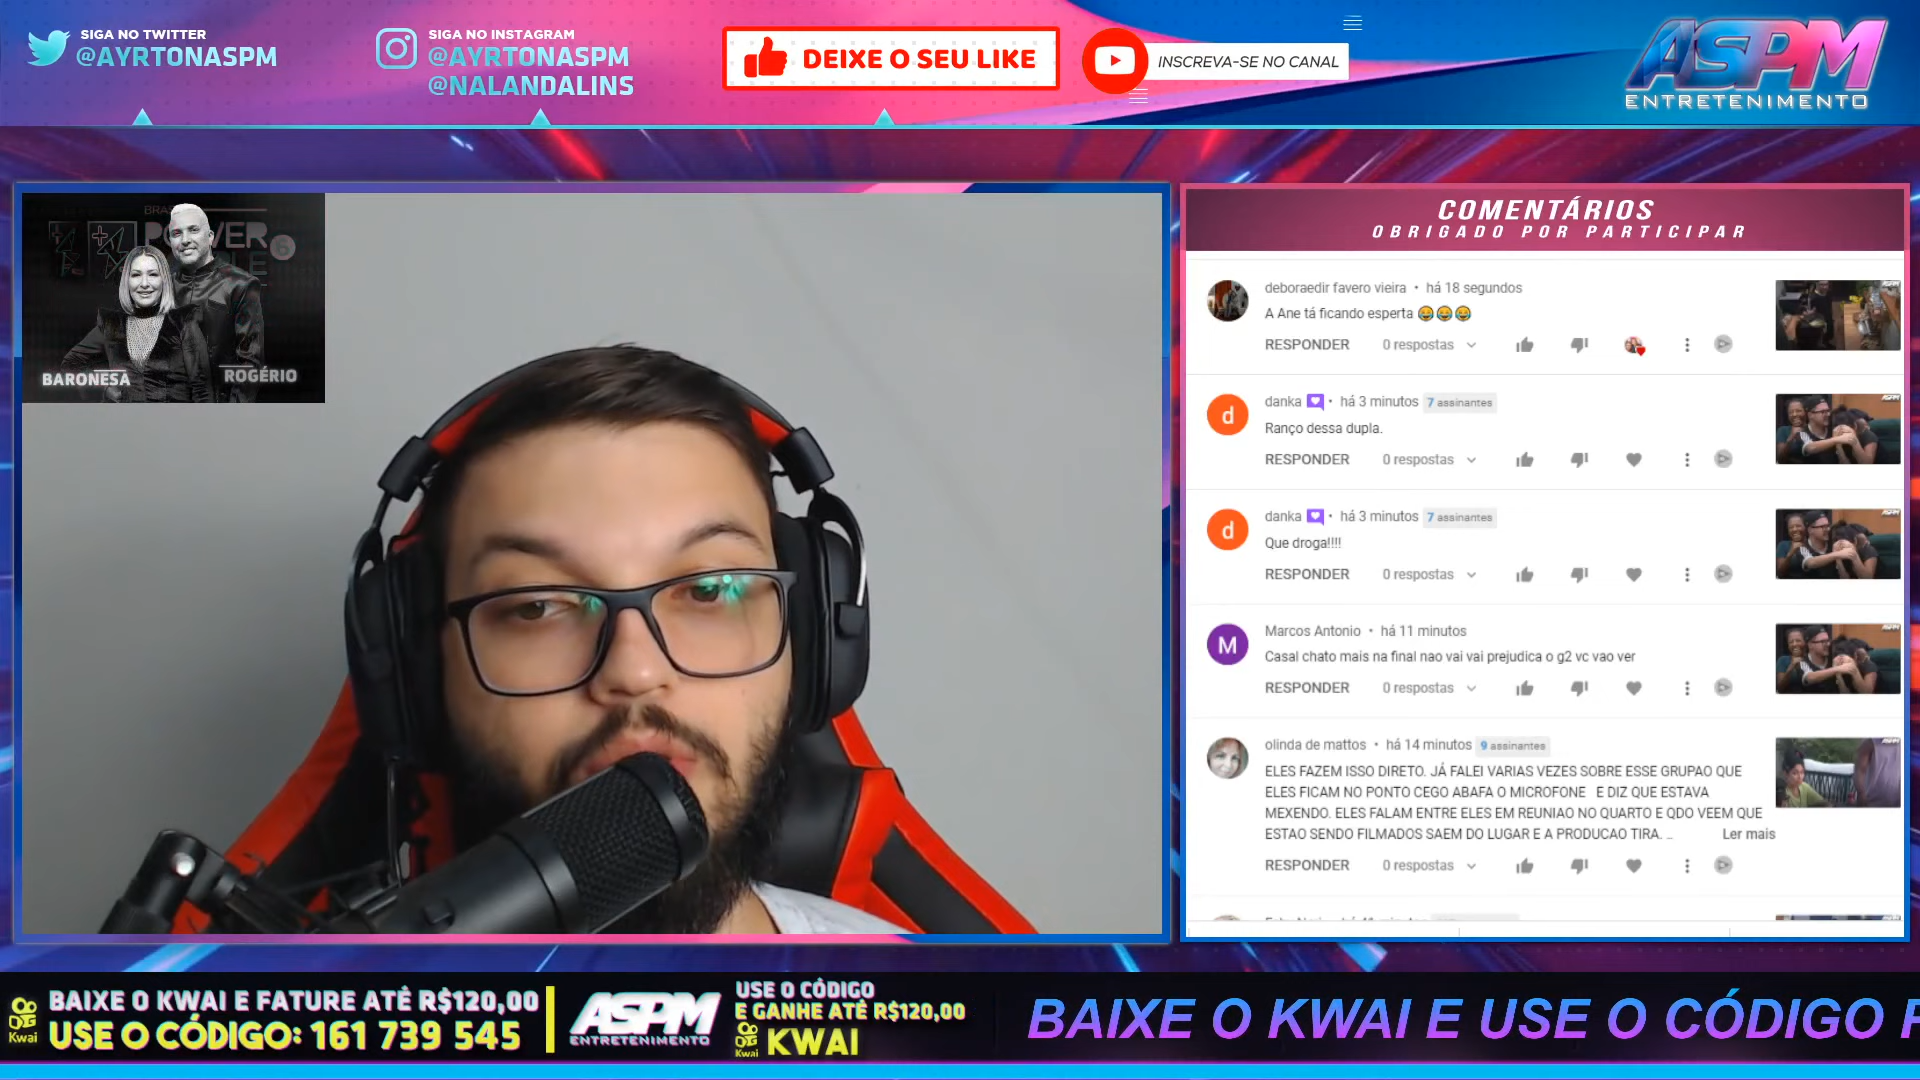 SIGA NO TWITTER
@AYRTONASPM
SIGA NO INSTAGRAM
@AYRTONASPM
@NALANDALINS
DEIXE O SEU LIKE
INSCREVA-SE NO CANAL
ASPM
ENTRETENIMENTO
BARONESA
ROGÉRIO
COMENTÁRIOS
OBRIGADO POR PARTICIPAR
deboraedir favero vieira • há 18 segundos
A Ane tá ficando esperta 😂😂😂
RESPONDER 0 respostas
danka • há 3 minutos 7 assinantes
Ranço dessa dupla.
RESPONDER 0 respostas
danka • há 3 minutos 7 assinantes
Que droga!!!!
RESPONDER 0 respostas
Marcos Antonio • há 11 minutos
Casal chato mais na final nao vai vai prejudica o g2 vc vao ver
RESPONDER 0 respostas
olinda de mattos • há 14 minutos 9 assinantes
ELES FAZEM ISSO DIRETO. JÁ FALEI VARIAS VEZES SOBRE ESSE GRUPAO QUE
ELES FICAM NO PONTO CEGO ABAFA O MICROFONE E DIZ QUE ESTAVA
MEXENDO. ELES FALAM ENTRE ELES EM REUNIAO NO QUARTO E QDO VEEM QUE
ESTAO SENDO FILMADOS SAEM DO LUGAR E A PRODUCAO TIRA. ... Ler mais
RESPONDER 0 respostas
Kwai
BAIXE O KWAI E FATURE ATÉ R$120,00
USE O CÓDIGO: 161 739 545
ASPM
ENTRETENIMENTO
USE O CÓDIGO
E GANHE ATÉ R$120,00
Kwai
KWAI
BAIXE O KWAI E USE O CÓDIGO